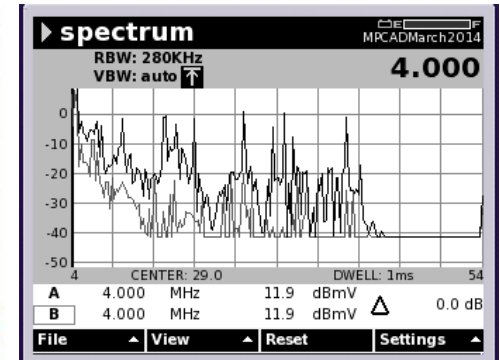 spectrum
E F
MPCADMarch2014
RBW: 280KHz
VBW: auto
4.000
0
-10
-20
-30
-40
-50
4 CENTER: 29.0 DWELL: 1ms 54
A 4.000 MHz 11.9 dBmV
B 4.000 MHz 11.9 dBmV
Δ 0.0 dB
File View Reset Settings